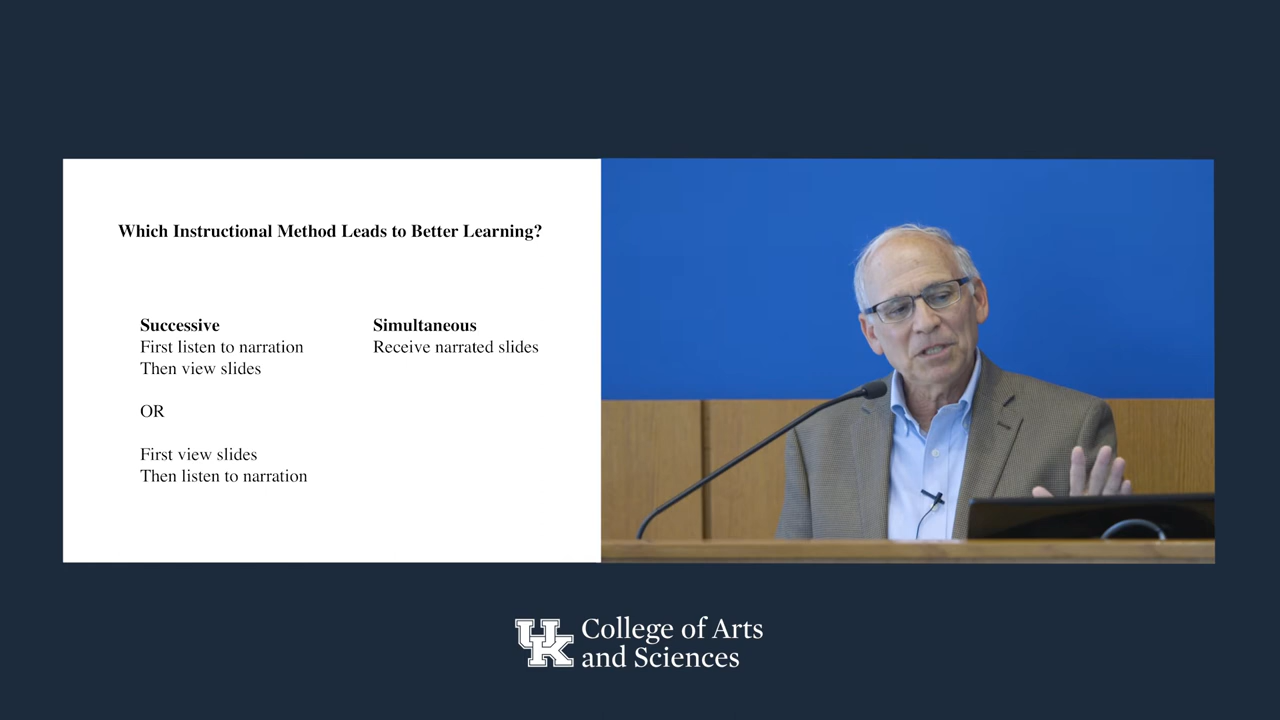 Which Instructional Method Leads to Better Learning?
Successive
First listen to narration
Then view slides
OR
First view slides
Then listen to narration
Simultaneous
Receive narrated slides
UK College of Arts
and Sciences